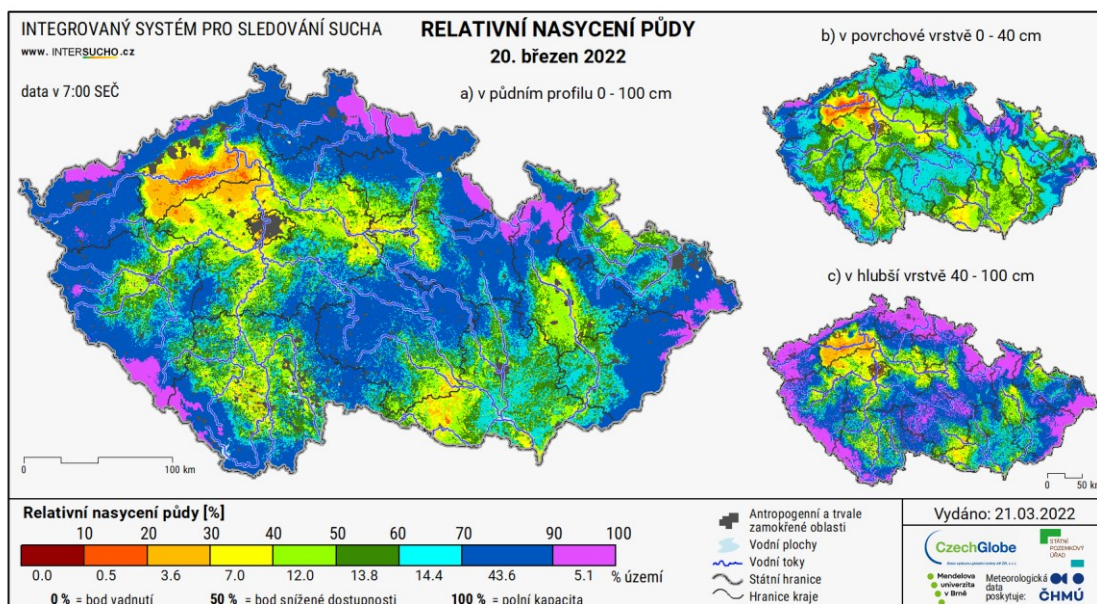 INTEGROVANÝ SYSTÉM PRO SLEDOVÁNÍ SUCHA
www. INTERSUCHO.cz
data v 7:00 SEČ
RELATIVNÍ NASYCENÍ PŮDY
20. březen 2022
a) v půdním profilu 0 - 100 cm
b) v povrchové vrstvě 0 - 40 cm
c) v hlubší vrstvě 40 - 100 cm
0 100 km
0 50 km
Relativní nasycení půdy [%]
10 20 30 40 50 60 70 90 100
0.0 0.5 3.6 7.0 12.0 13.8 14.4 43.6 5.1 % území
0 % = bod vadnutí 50 % = bod snížené dostupnosti 100 % = polní kapacita
Antropogenní a trvale
zamokřené oblasti
Vodní plochy
Vodní toky
Státní hranice
Hranice kraje
Vydáno: 21.03.2022
CzechGlobe
STÁTNÍ
POZEMKOVÝ
ÚŘAD
Mendelova
univerzita
v Brně
Meteorologická
data
poskytuje:
ČHMÚ